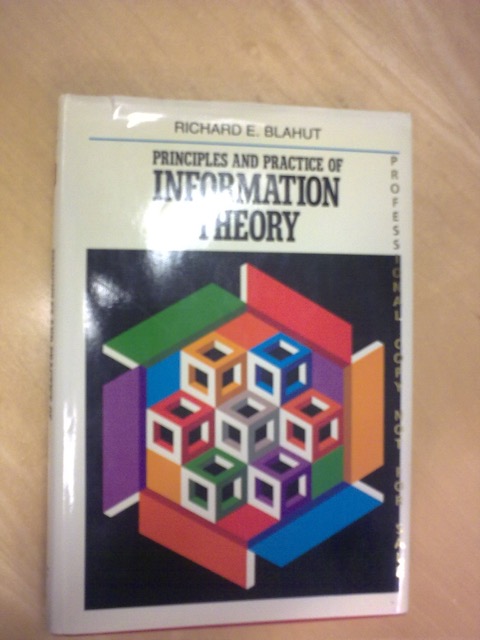 RICHARD E. BLAHUT
PRINCIPLES AND PRACTICE OF
INFORMATION
THEORY
PROFESSIONAL COPY NOT FOR SALE